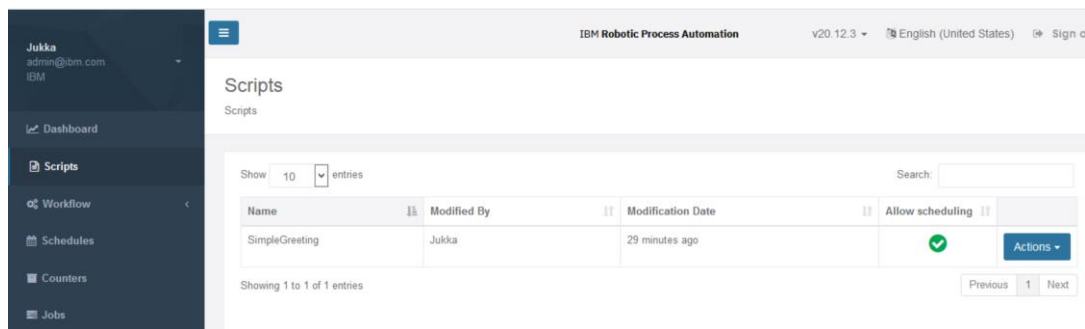 Jukka
admin@ibm.com
IBM
Dashboard
Scripts
Workflow
Schedules
Counters
Jobs
IBM Robotic Process Automation v20.12.3 English (United States) Sign
Scripts
Scripts
Show 10 entries Search:
Name Modified By Modification Date Allow scheduling
SimpleGreeting Jukka 29 minutes ago Actions
Showing 1 to 1 of 1 entries Previous 1 Next